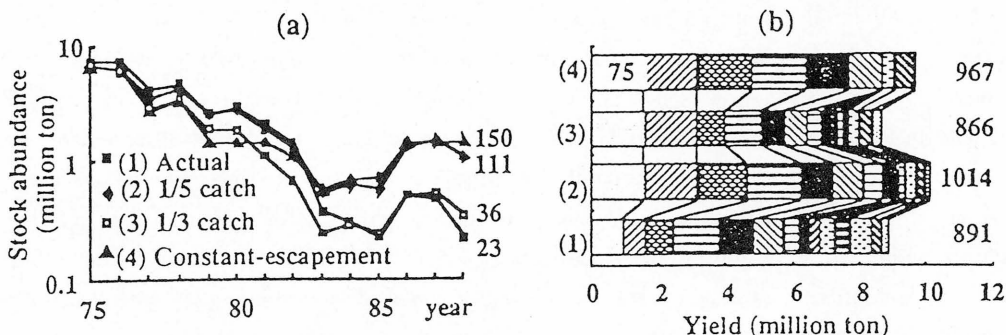 (a)
10
1
0.1
Stock abundance
(million ton)
(1) Actual
(2) 1/5 catch
(3) 1/3 catch
(4) Constant-escapement
150
111
36
23
75
80
85
year
(b)
(4)
75
967
(3)
866
(2)
1014
(1)
891
0
2
4
6
8
10
12
Yield (million ton)